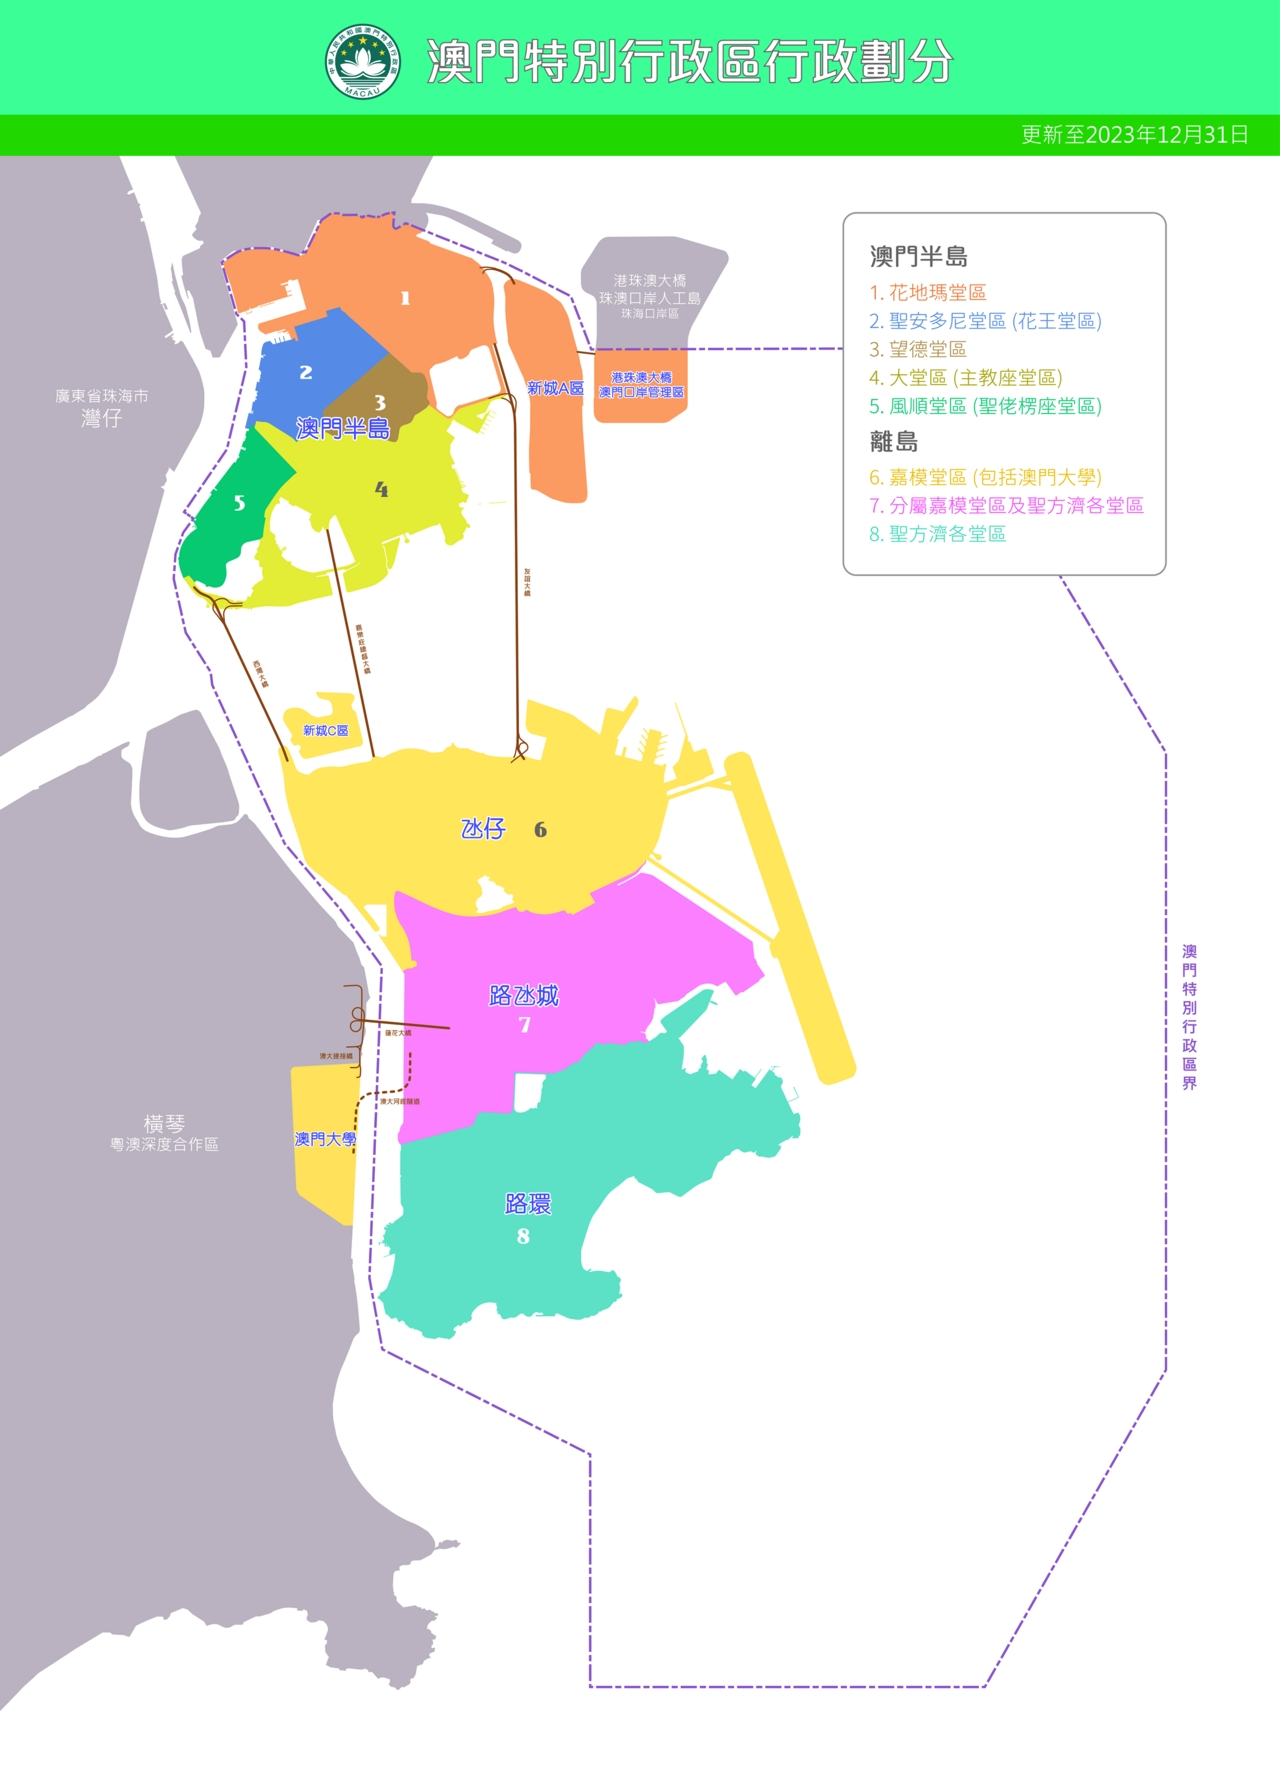 中華人民共和國澳門特別行政區
MACAU
澳門特別行政區行政劃分
更新至2023年12月31日
澳門半島
1. 花地瑪堂區
2. 聖安多尼堂區 (花王堂區)
3. 望德堂區
4. 大堂區 (主教座堂區)
5. 風順堂區 (聖佬楞座堂區)
離島
6. 嘉模堂區 (包括澳門大學)
7. 分屬嘉模堂區及聖方濟各堂區
8. 聖方濟各堂區
港珠澳大橋
珠澳口岸人工島
珠海口岸區
1
2
3
澳門半島
4
5
新城A區
港珠澳大橋
澳門口岸管理區
廣東省珠海市
灣仔
友誼大橋
嘉樂庇總督大橋
西灣大橋
新城C區
氹仔
6
路氹城
7
蓮花大橋
澳大連接橋
澳大河底隧道
澳門大學
橫琴
粵澳深度合作區
路環
8
澳門特別行政區界